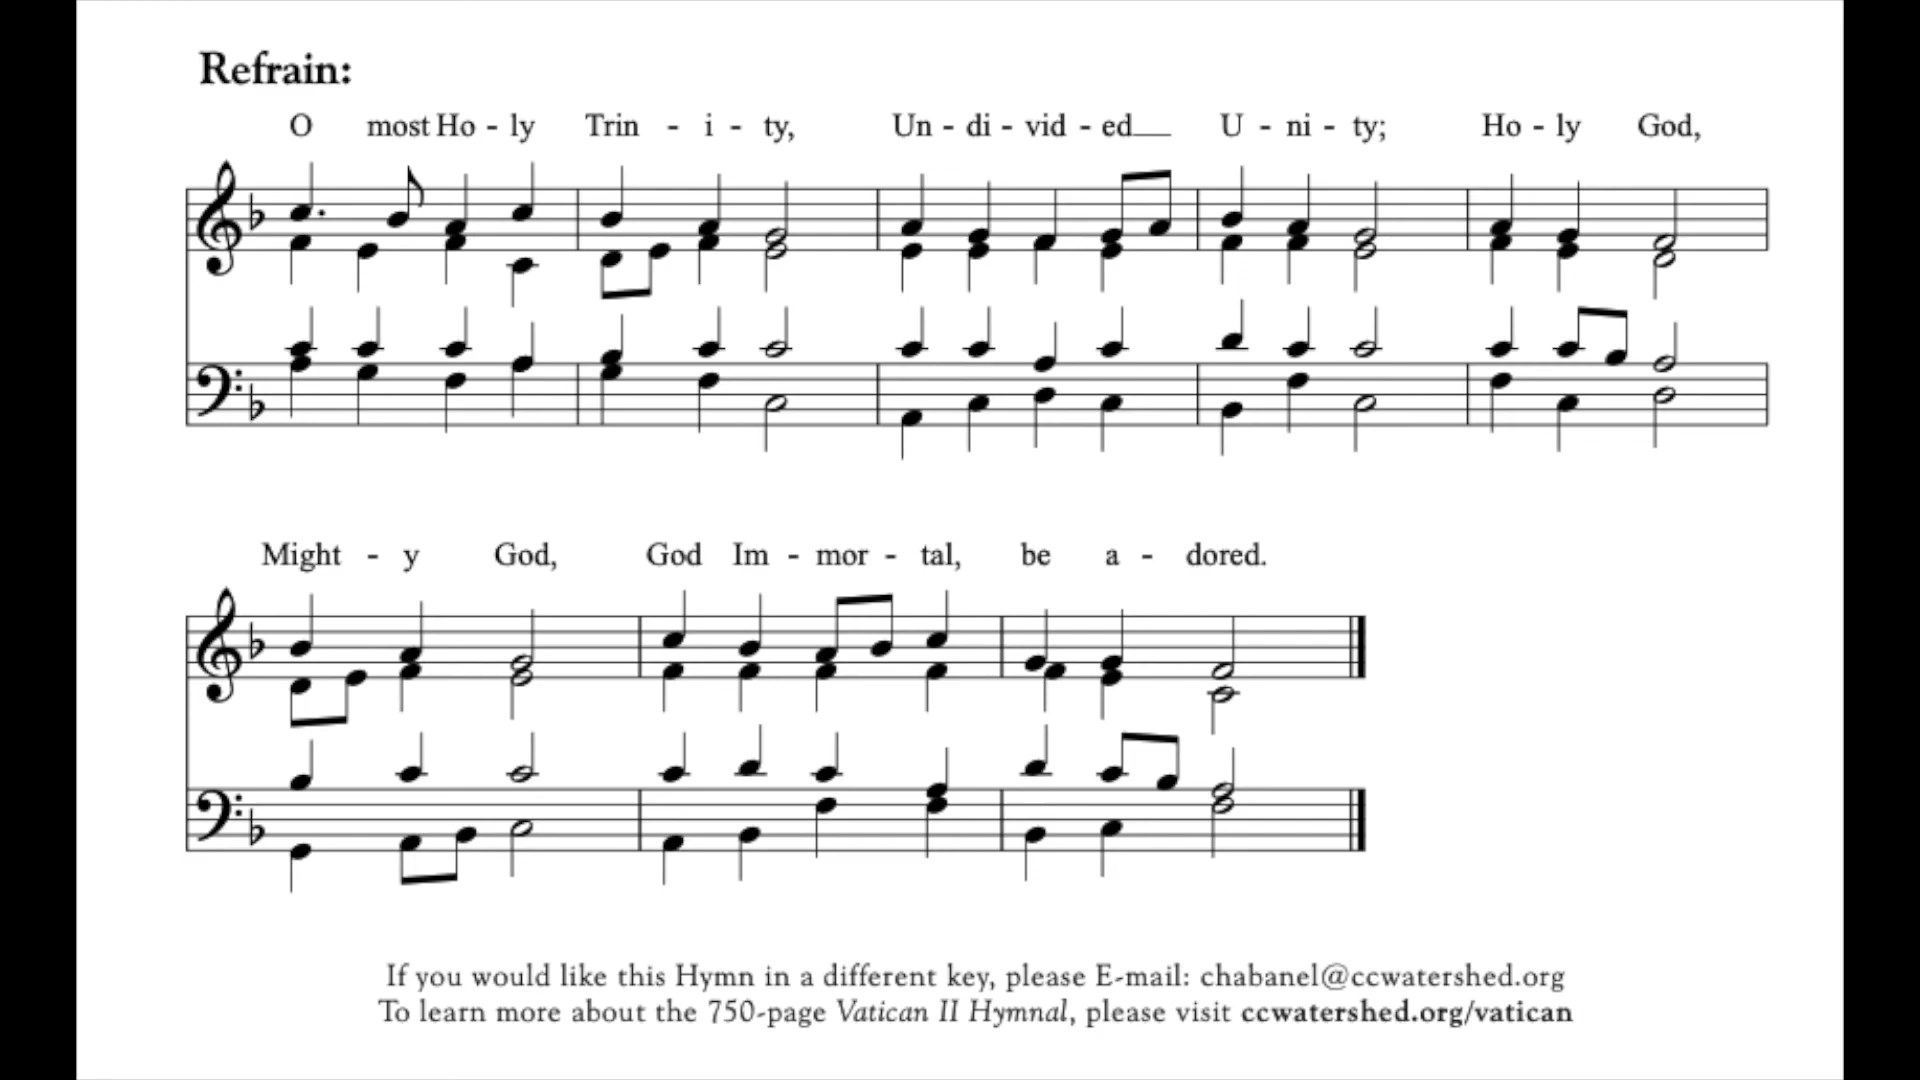 Refrain:
O most Ho - ly Trin - i - ty, Un - di - vid - ed__ U - ni - ty; Ho - ly God,
Might - y God, God Im - mor - tal, be a - dored.
If you would like this Hymn in a different key, please E-mail: chabanel@ccwatershed.org
To learn more about the 750-page Vatican II Hymnal, please visit ccwatershed.org/vatican